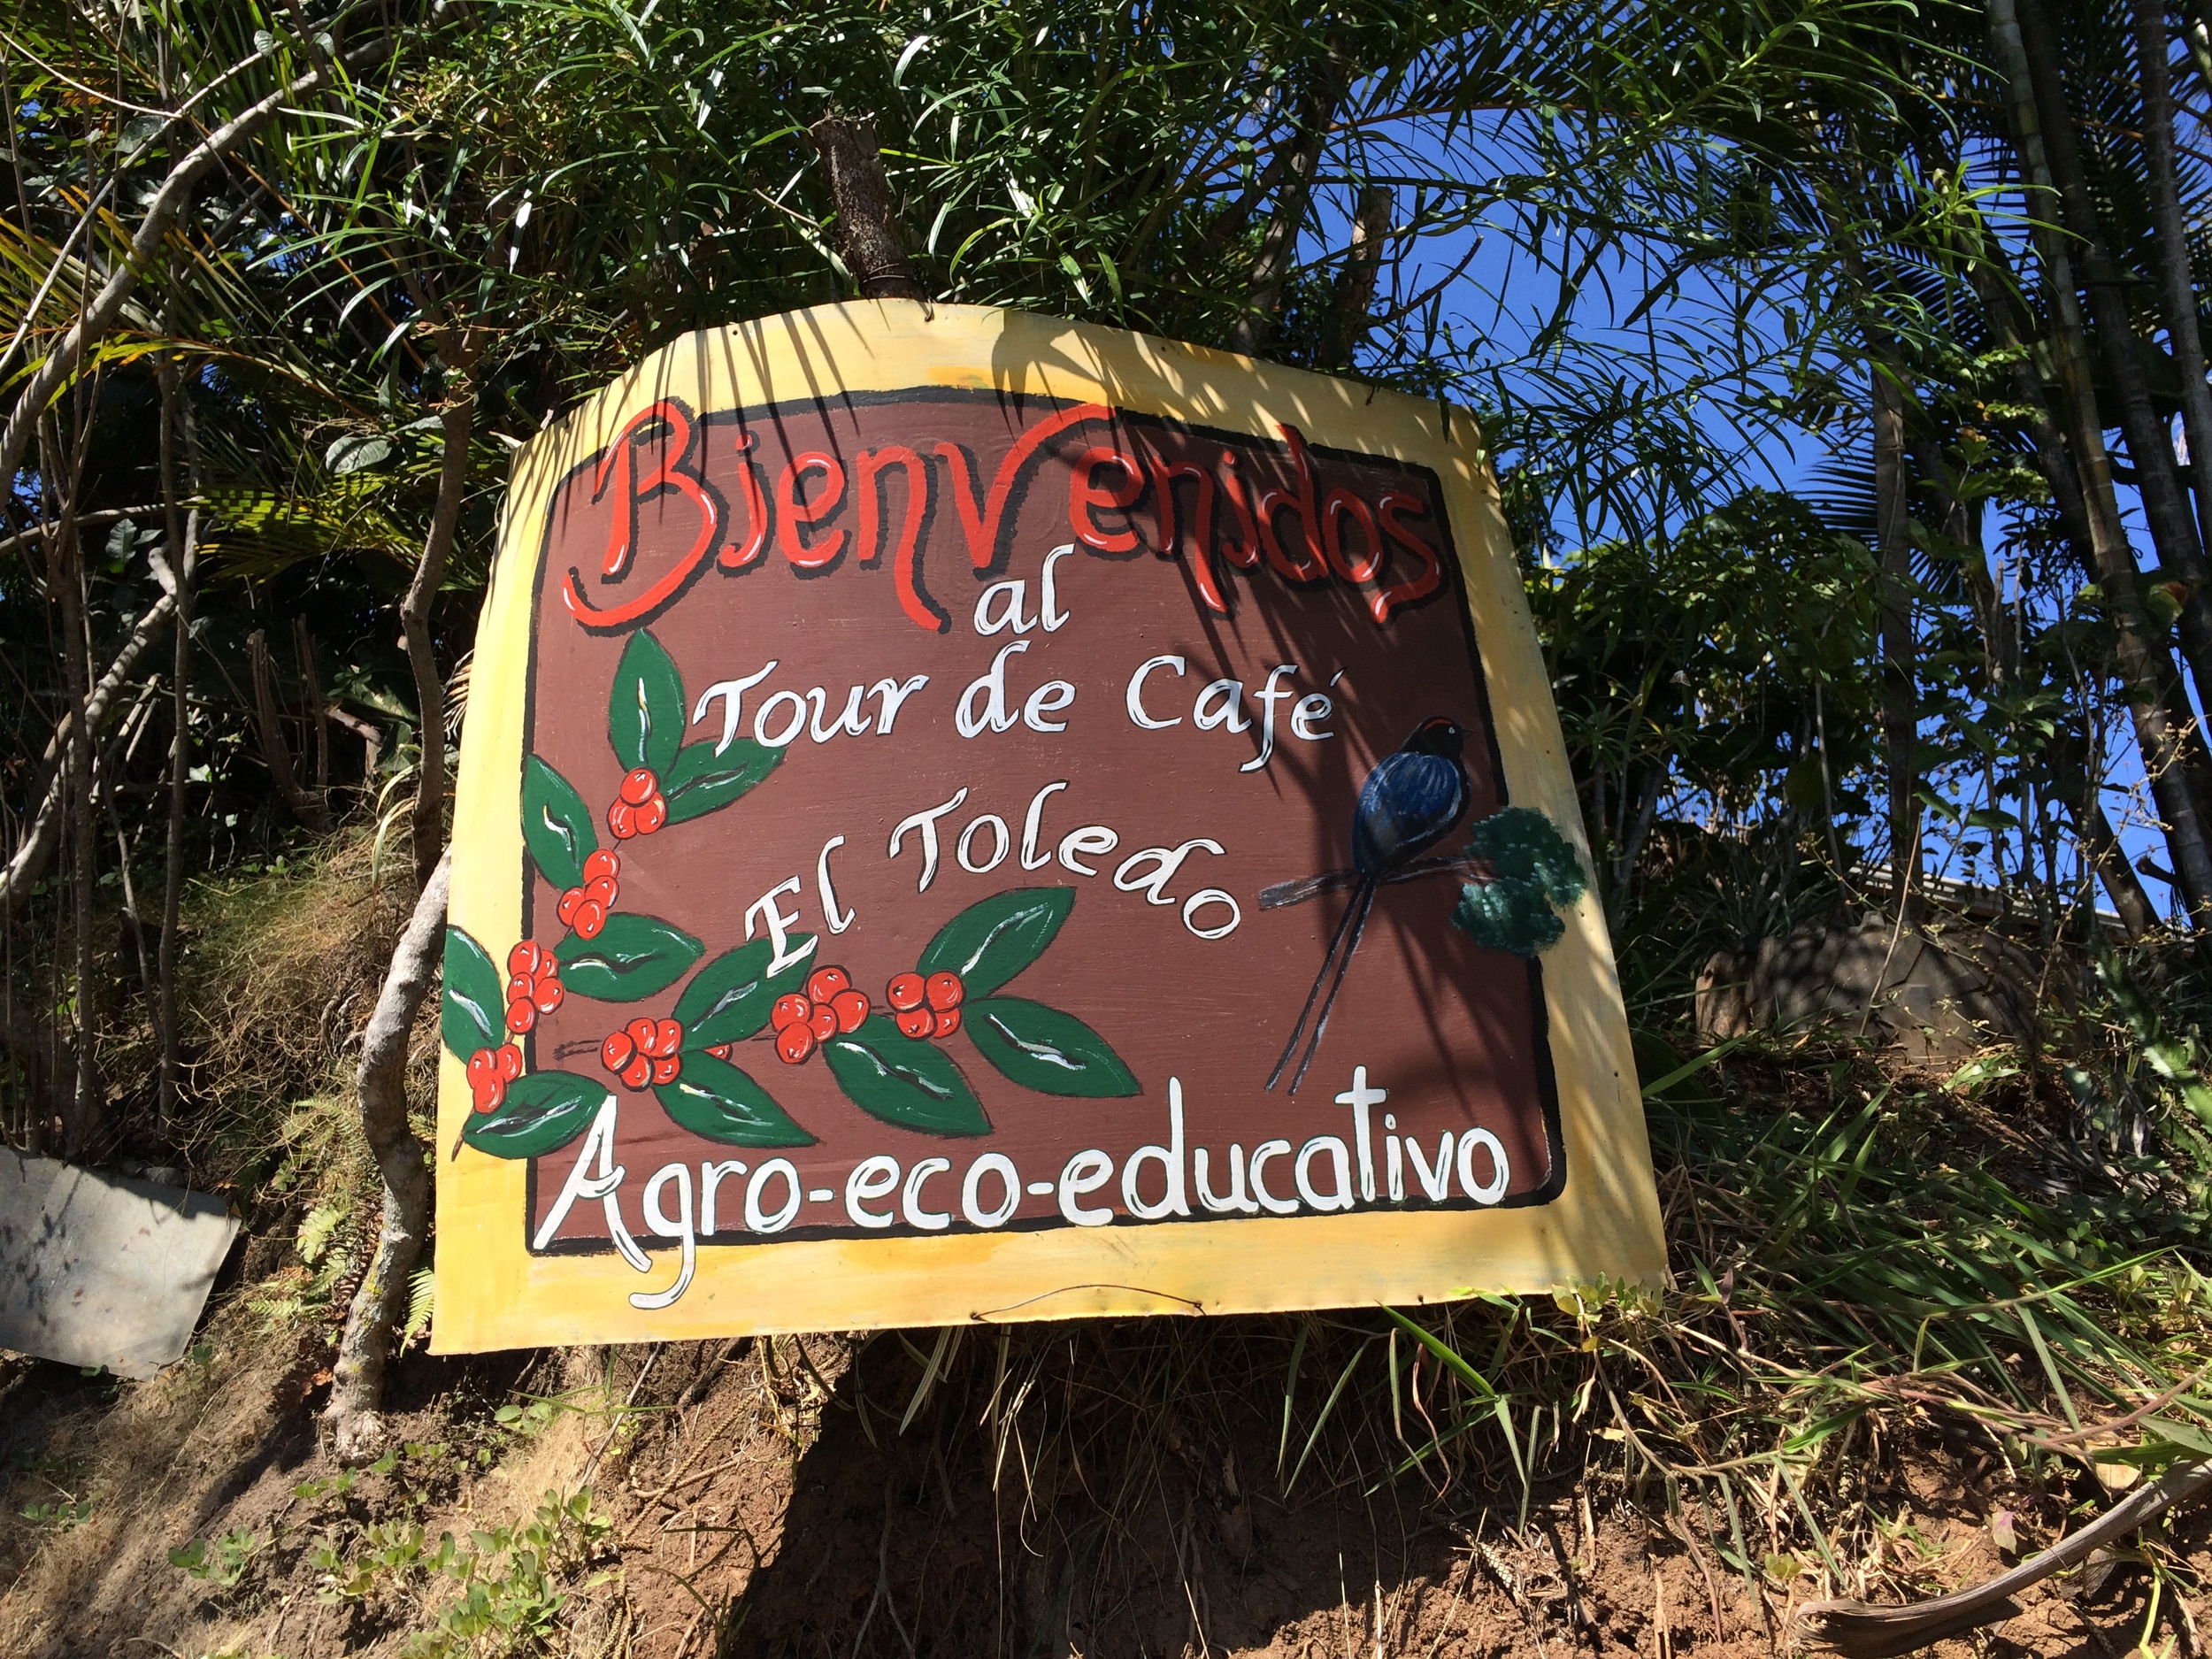 Bienvenidos
al
Tour de Café
El Toledo
Agro-eco-educativo